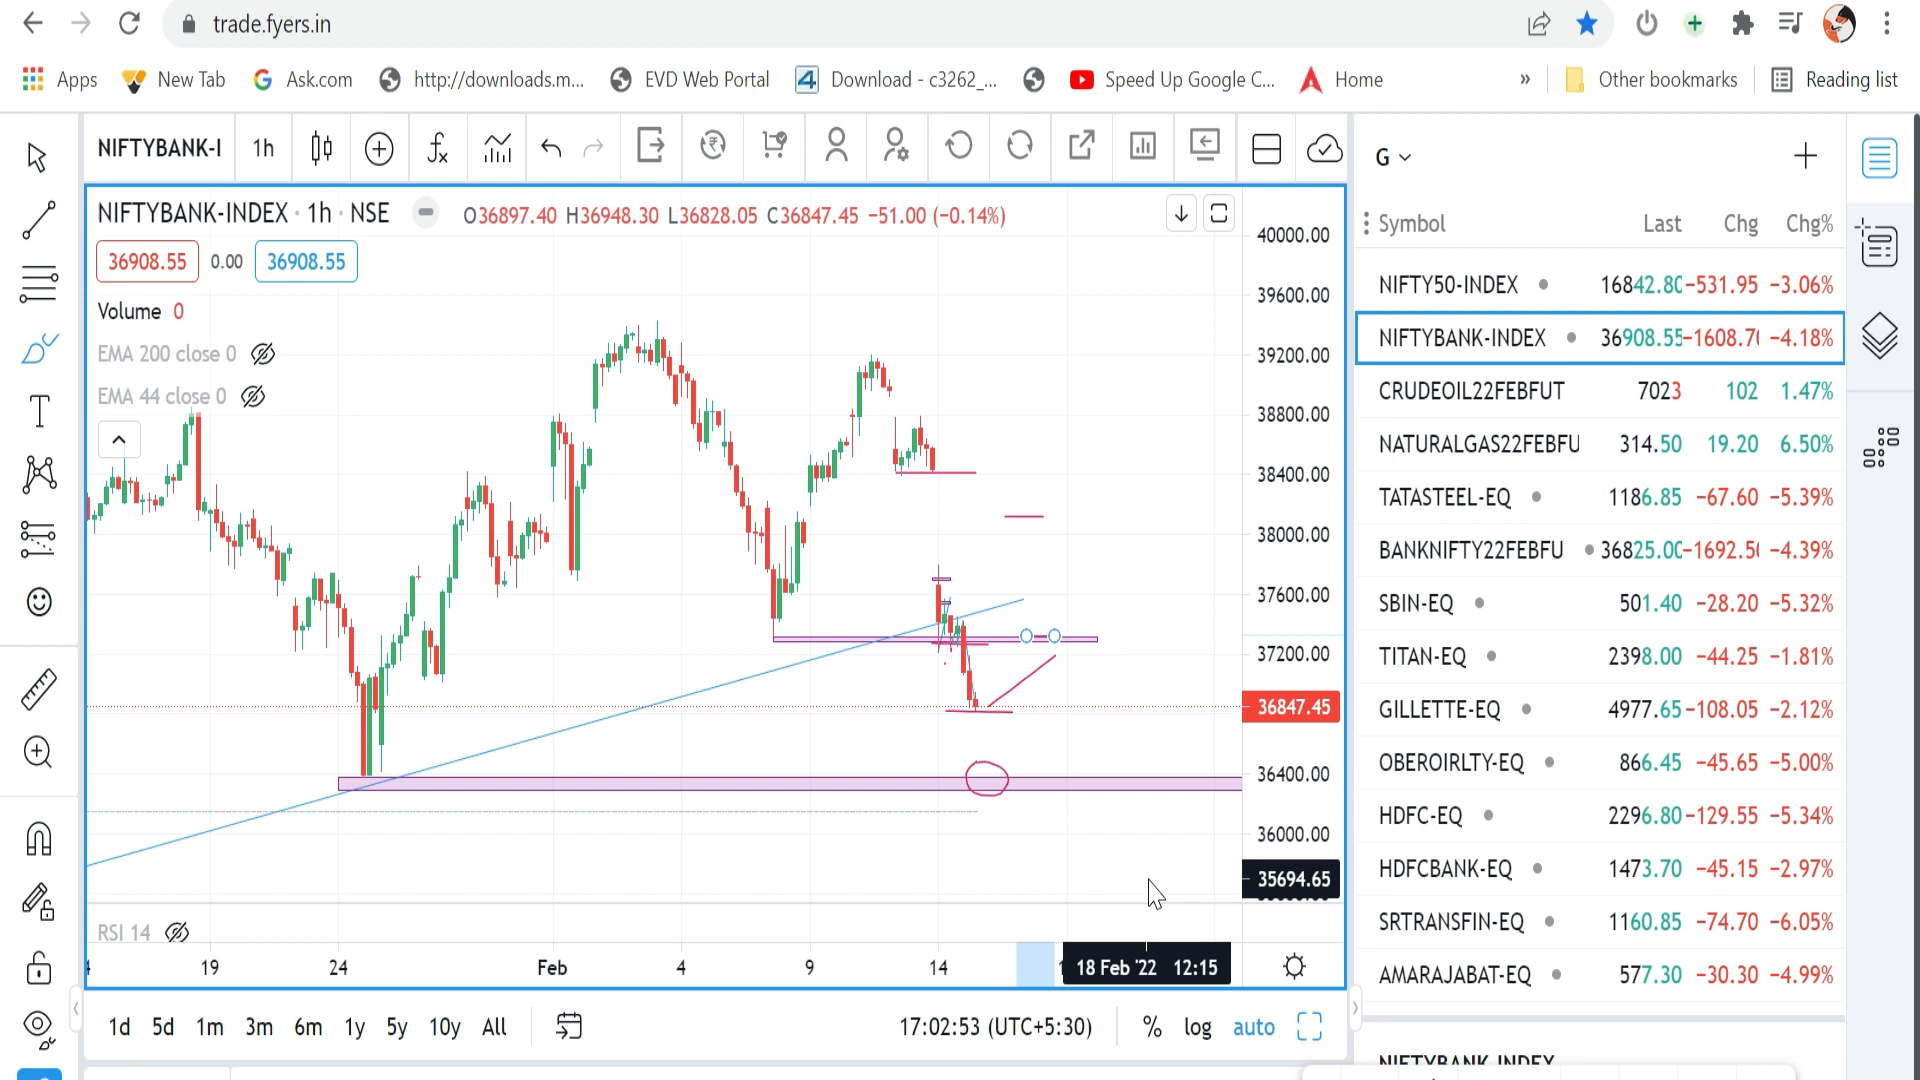 trade.fyers.in
Apps New Tab Ask.com http://downloads.m... EVD Web Portal Download - c3262_... Speed Up Google C... Home » Other bookmarks Reading list
NIFTYBANK-I 1h
G
NIFTYBANK-INDEX · 1h · NSE O36897.40 H36948.30 L36828.05 C36847.45 −51.00 (−0.14%)
36908.55 0.00 36908.55
Volume 0
EMA 200 close 0
EMA 44 close 0
40000.00
39600.00
39200.00
38800.00
38400.00
38000.00
37600.00
37200.00
36847.45
36400.00
36000.00
35694.65
RSI 14
19 24 Feb 4 9 14 18 Feb '22 12:15
1d 5d 1m 3m 6m 1y 5y 10y All 17:02:53 (UTC+5:30) % log auto
Symbol Last Chg Chg%
NIFTY50-INDEX 16842.80 −531.95 −3.06%
NIFTYBANK-INDEX 36908.55 −1608.70 −4.18%
CRUDEOIL22FEBFUT 7023 102 1.47%
NATURALGAS22FEBFU 314.50 19.20 6.50%
TATASTEEL-EQ 1186.85 −67.60 −5.39%
BANKNIFTY22FEBFU 36825.00 −1692.50 −4.39%
SBIN-EQ 501.40 −28.20 −5.32%
TITAN-EQ 2398.00 −44.25 −1.81%
GILLETTE-EQ 4977.65 −108.05 −2.12%
OBEROIRLTY-EQ 866.45 −45.65 −5.00%
HDFC-EQ 2296.80 −129.55 −5.34%
HDFCBANK-EQ 1473.70 −45.15 −2.97%
SRTRANSFIN-EQ 1160.85 −74.70 −6.05%
AMARAJABAT-EQ 577.30 −30.30 −4.99%
NIFTYBANK-INDEX